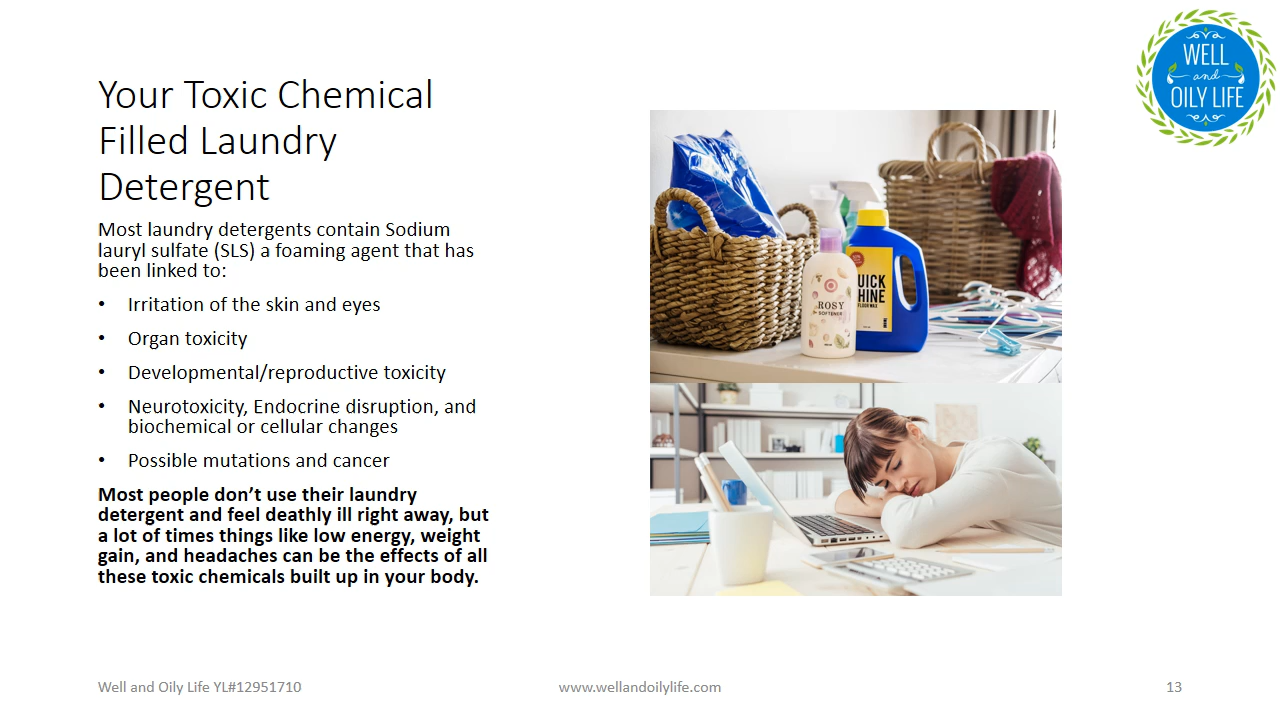 WELL
and
OILY LIFE
Your Toxic Chemical
Filled Laundry
Detergent
Most laundry detergents contain Sodium
lauryl sulfate (SLS) a foaming agent that has
been linked to:
• Irritation of the skin and eyes
• Organ toxicity
• Developmental/reproductive toxicity
• Neurotoxicity, Endocrine disruption, and
biochemical or cellular changes
• Possible mutations and cancer
Most people don’t use their laundry
detergent and feel deathly ill right away, but
a lot of times things like low energy, weight
gain, and headaches can be the effects of all
these toxic chemicals built up in your body.
UICK
HINE
FLOOR WAX
ROSY
SOFTENER
Well and Oily Life YL#12951710
www.wellandoilylife.com
13